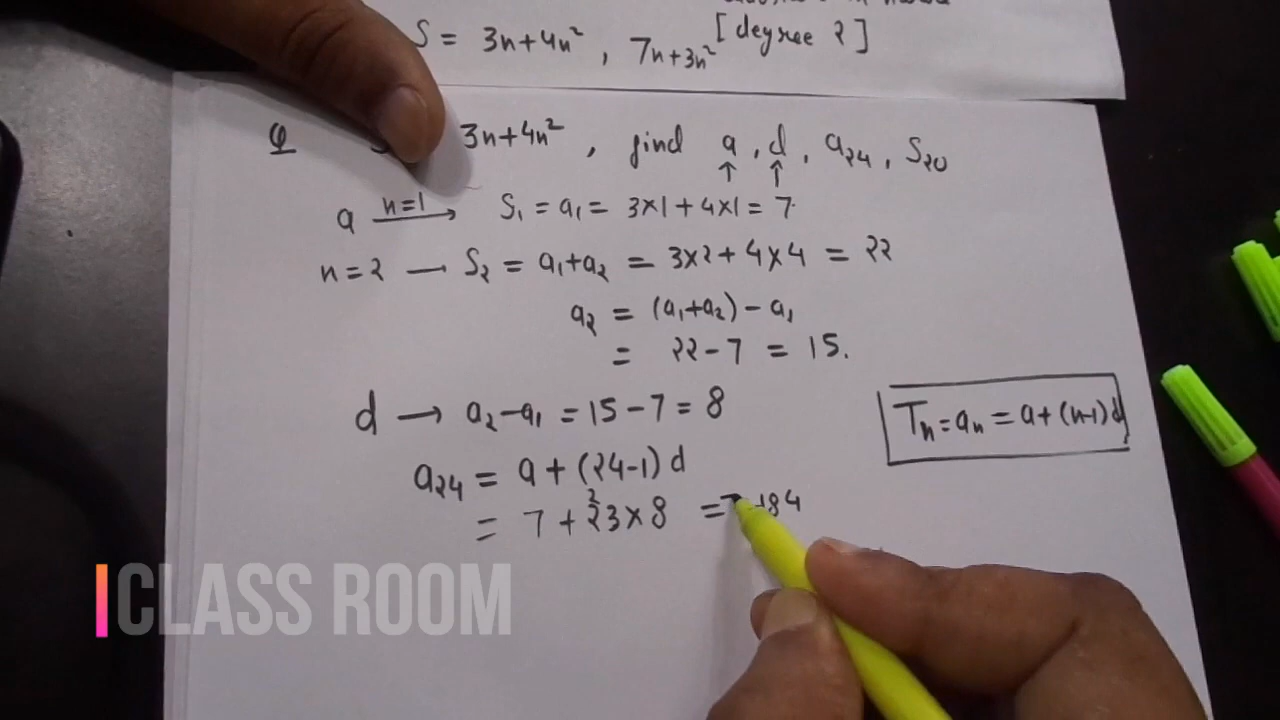 S = 3n+4n², 7n+3n² [degree 2]
Q 3n+4n², find a, d, a₂₄, S₂₀
a n=1 → S₁ = a₁ = 3×1+4×1 = 7
n=2 — S₂ = a₁+a₂ = 3×2+4×4 = 22
a₂ = (a₁+a₂) - a₁
= 22-7 = 15.
d → a₂-a₁ = 15-7 = 8
Tₙ = aₙ = a+(n-1)d
a₂₄ = a+(24-1)d
2
= 7+23×8 = 184
CLASS ROOM